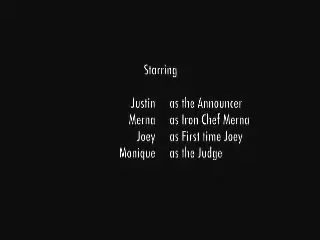 Starring
Justin as the Announcer
Merna as Iron Chef Merna
Joey as First time Joey
Monique as the Judge